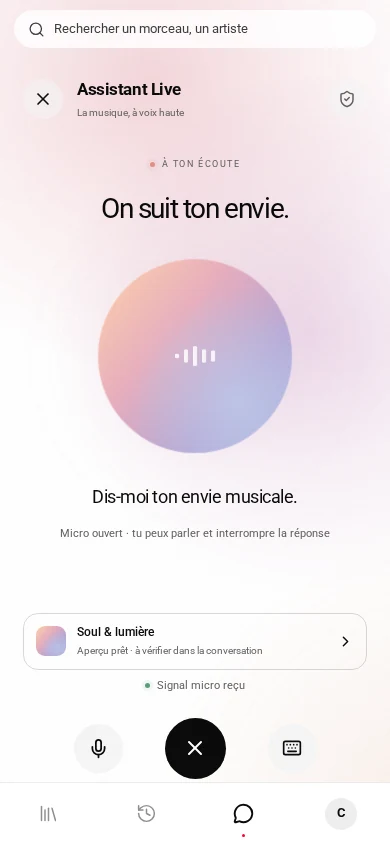 Rechercher un morceau, un artiste
Assistant Live
La musique, à voix haute
À TON ÉCOUTE
On suit ton envie.
Dis-moi ton envie musicale.
Micro ouvert · tu peux parler et interrompre la réponse
Soul & lumière
Aperçu prêt · à vérifier dans la conversation
Signal micro reçu
C